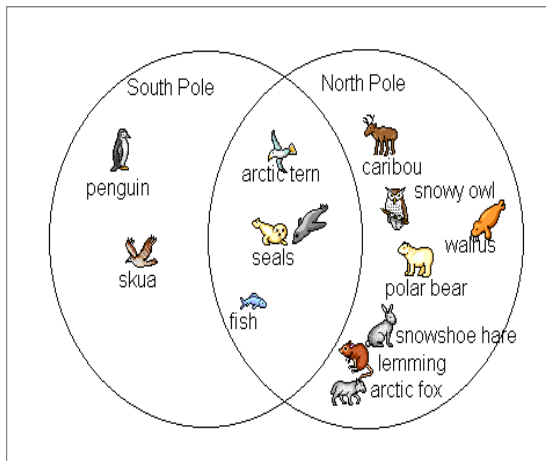 South Pole
North Pole
penguin
skua
arctic tern
seals
fish
caribou
snowy owl
walrus
polar bear
snowshoe hare
lemming
arctic fox